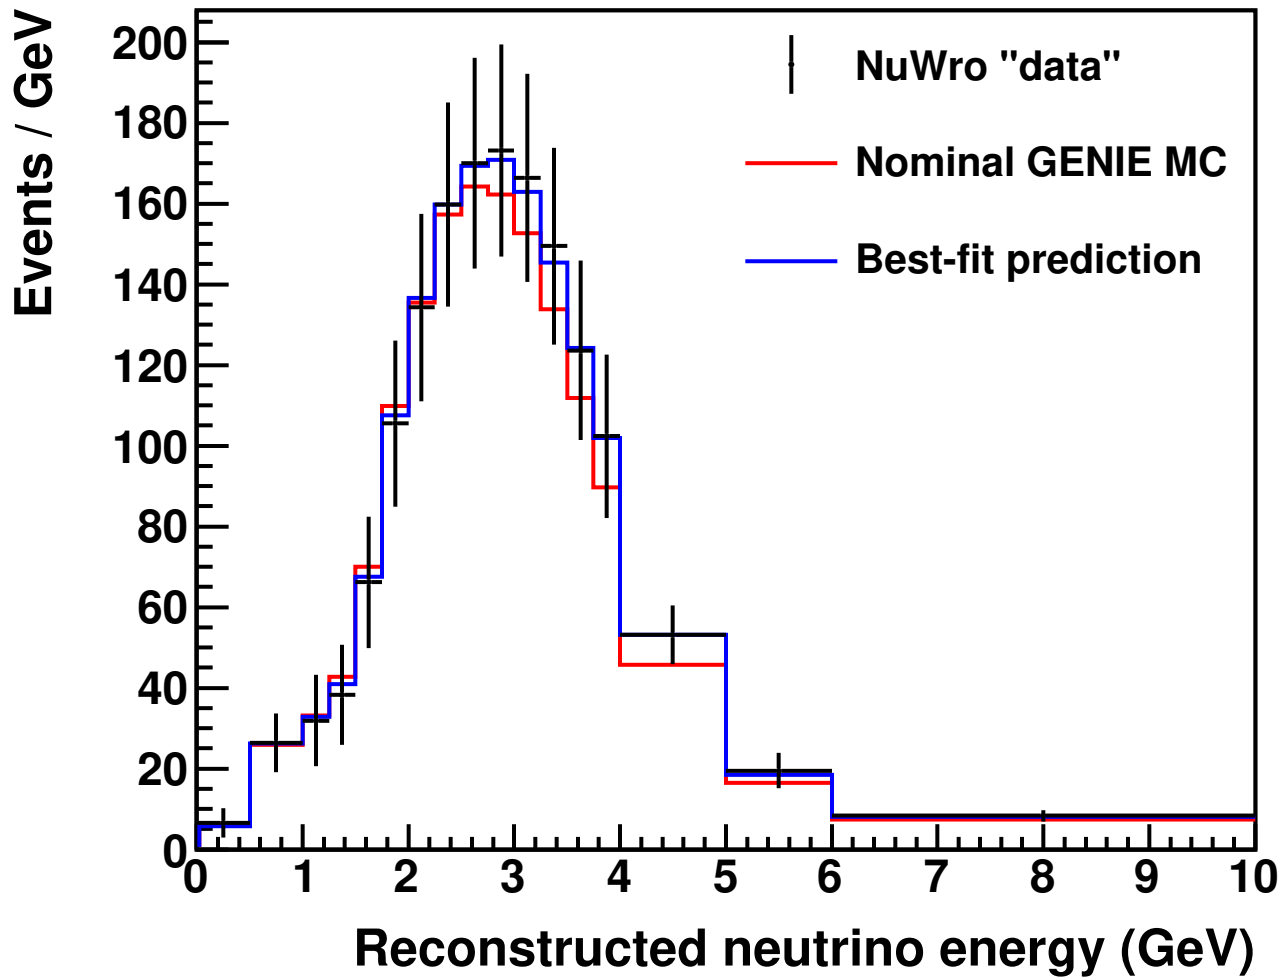 Events / GeV
200
180
160
140
120
100
80
60
40
20
0
NuWro "data"
Nominal GENIE MC
Best-fit prediction
0 1 2 3 4 5 6 7 8 9 10
Reconstructed neutrino energy (GeV)